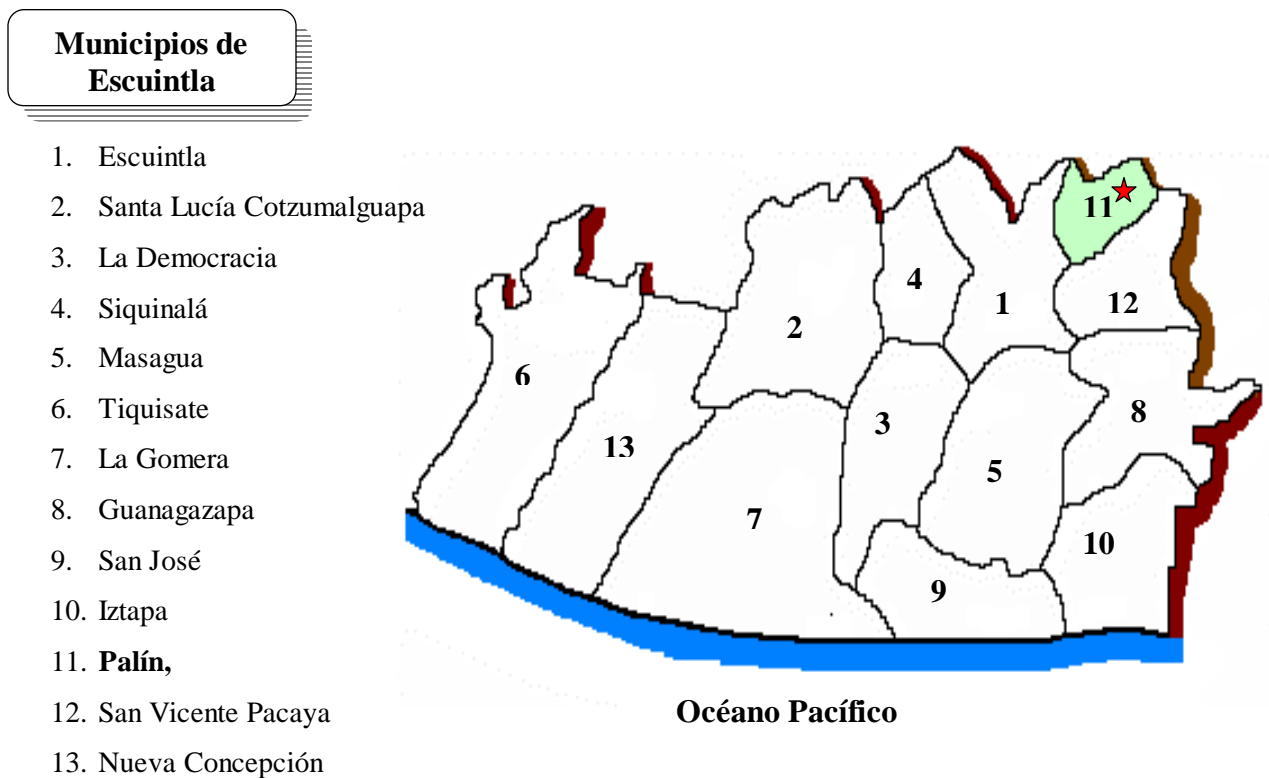 Municipios de
Escuintla
1. Escuintla
2. Santa Lucía Cotzumalguapa
3. La Democracia
4. Siquinalá
5. Masagua
6. Tiquisate
7. La Gomera
8. Guanagazapa
9. San José
10. Iztapa
11. Palín,
12. San Vicente Pacaya
13. Nueva Concepción
11
4
1
12
2
6
8
3
13
5
7
10
9
Océano Pacífico